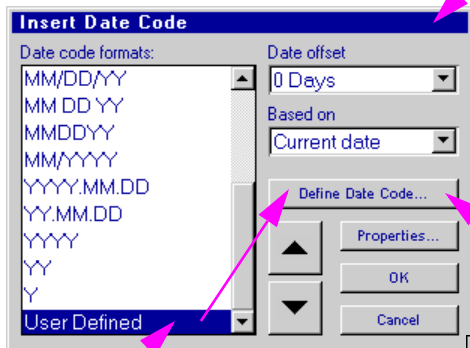 Insert Date Code
Date code formats:
MM/DD/YY
MM DD YY
MMDDYY
MM/YYYY
YYYY.MM.DD
YY.MM.DD
YYYY
YY
Y
User Defined
Date offset
0 Days
Based on
Current date
Define Date Code...
Properties...
OK
Cancel